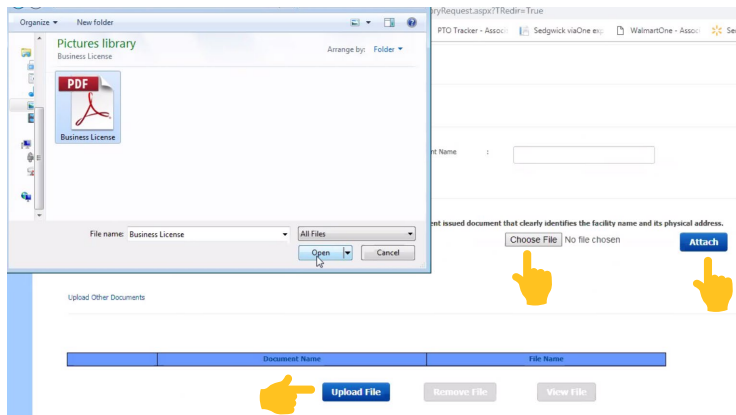 Organize
New folder
aryRequest.aspx?TRedir=True
PTO Tracker - Associ
Sedgwick viaOne exp
WalmartOne - Associ
Se
Pictures library
Business License
Arrange by: Folder
PDF
Business License
nt Name :
File name: Business License
All Files
Open
Cancel
ent issued document that clearly identifies the facility name and its physical address.
Choose File No file chosen
Attach
Upload Other Documents
Document Name
File Name
Upload File
Remove File
View File